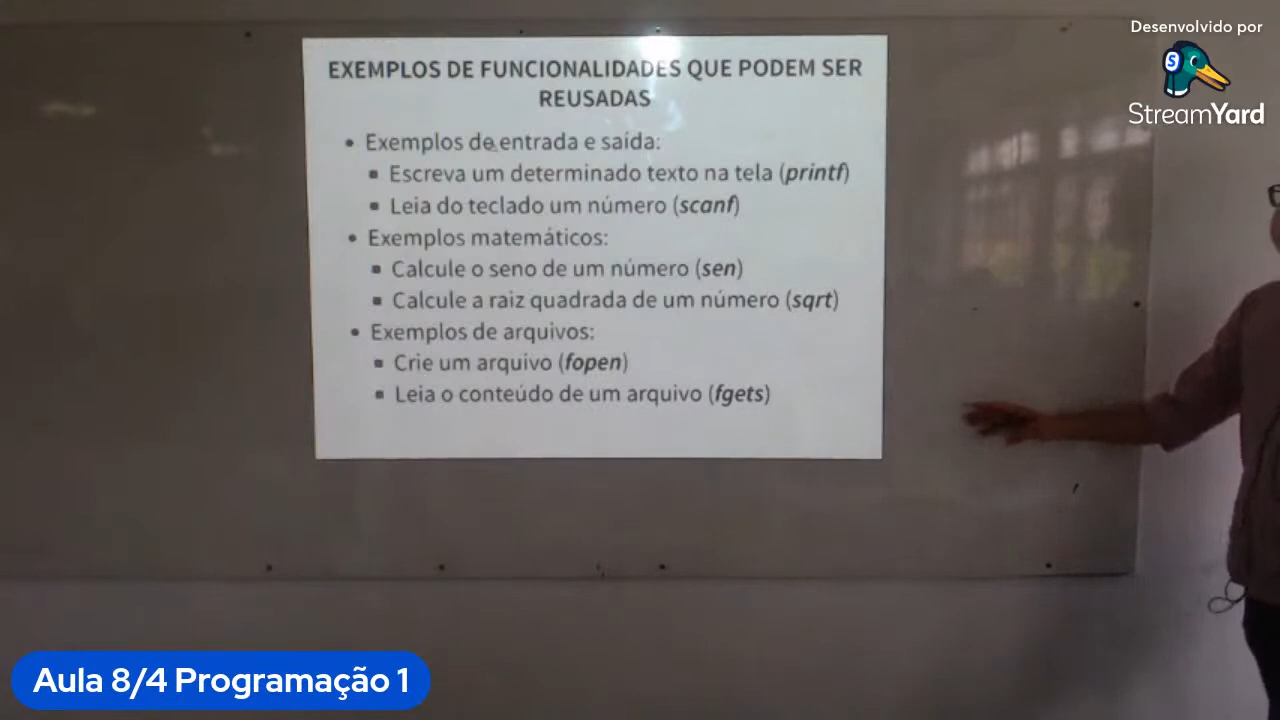 Desenvolvido por
StreamYard
EXEMPLOS DE FUNCIONALIDADES QUE PODEM SER
REUSADAS
• Exemplos de entrada e saída:
▪ Escreva um determinado texto na tela (printf)
▪ Leia do teclado um número (scanf)
• Exemplos matemáticos:
▪ Calcule o seno de um número (sen)
▪ Calcule a raiz quadrada de um número (sqrt)
• Exemplos de arquivos:
▪ Crie um arquivo (fopen)
▪ Leia o conteúdo de um arquivo (fgets)
Aula 8/4 Programação 1